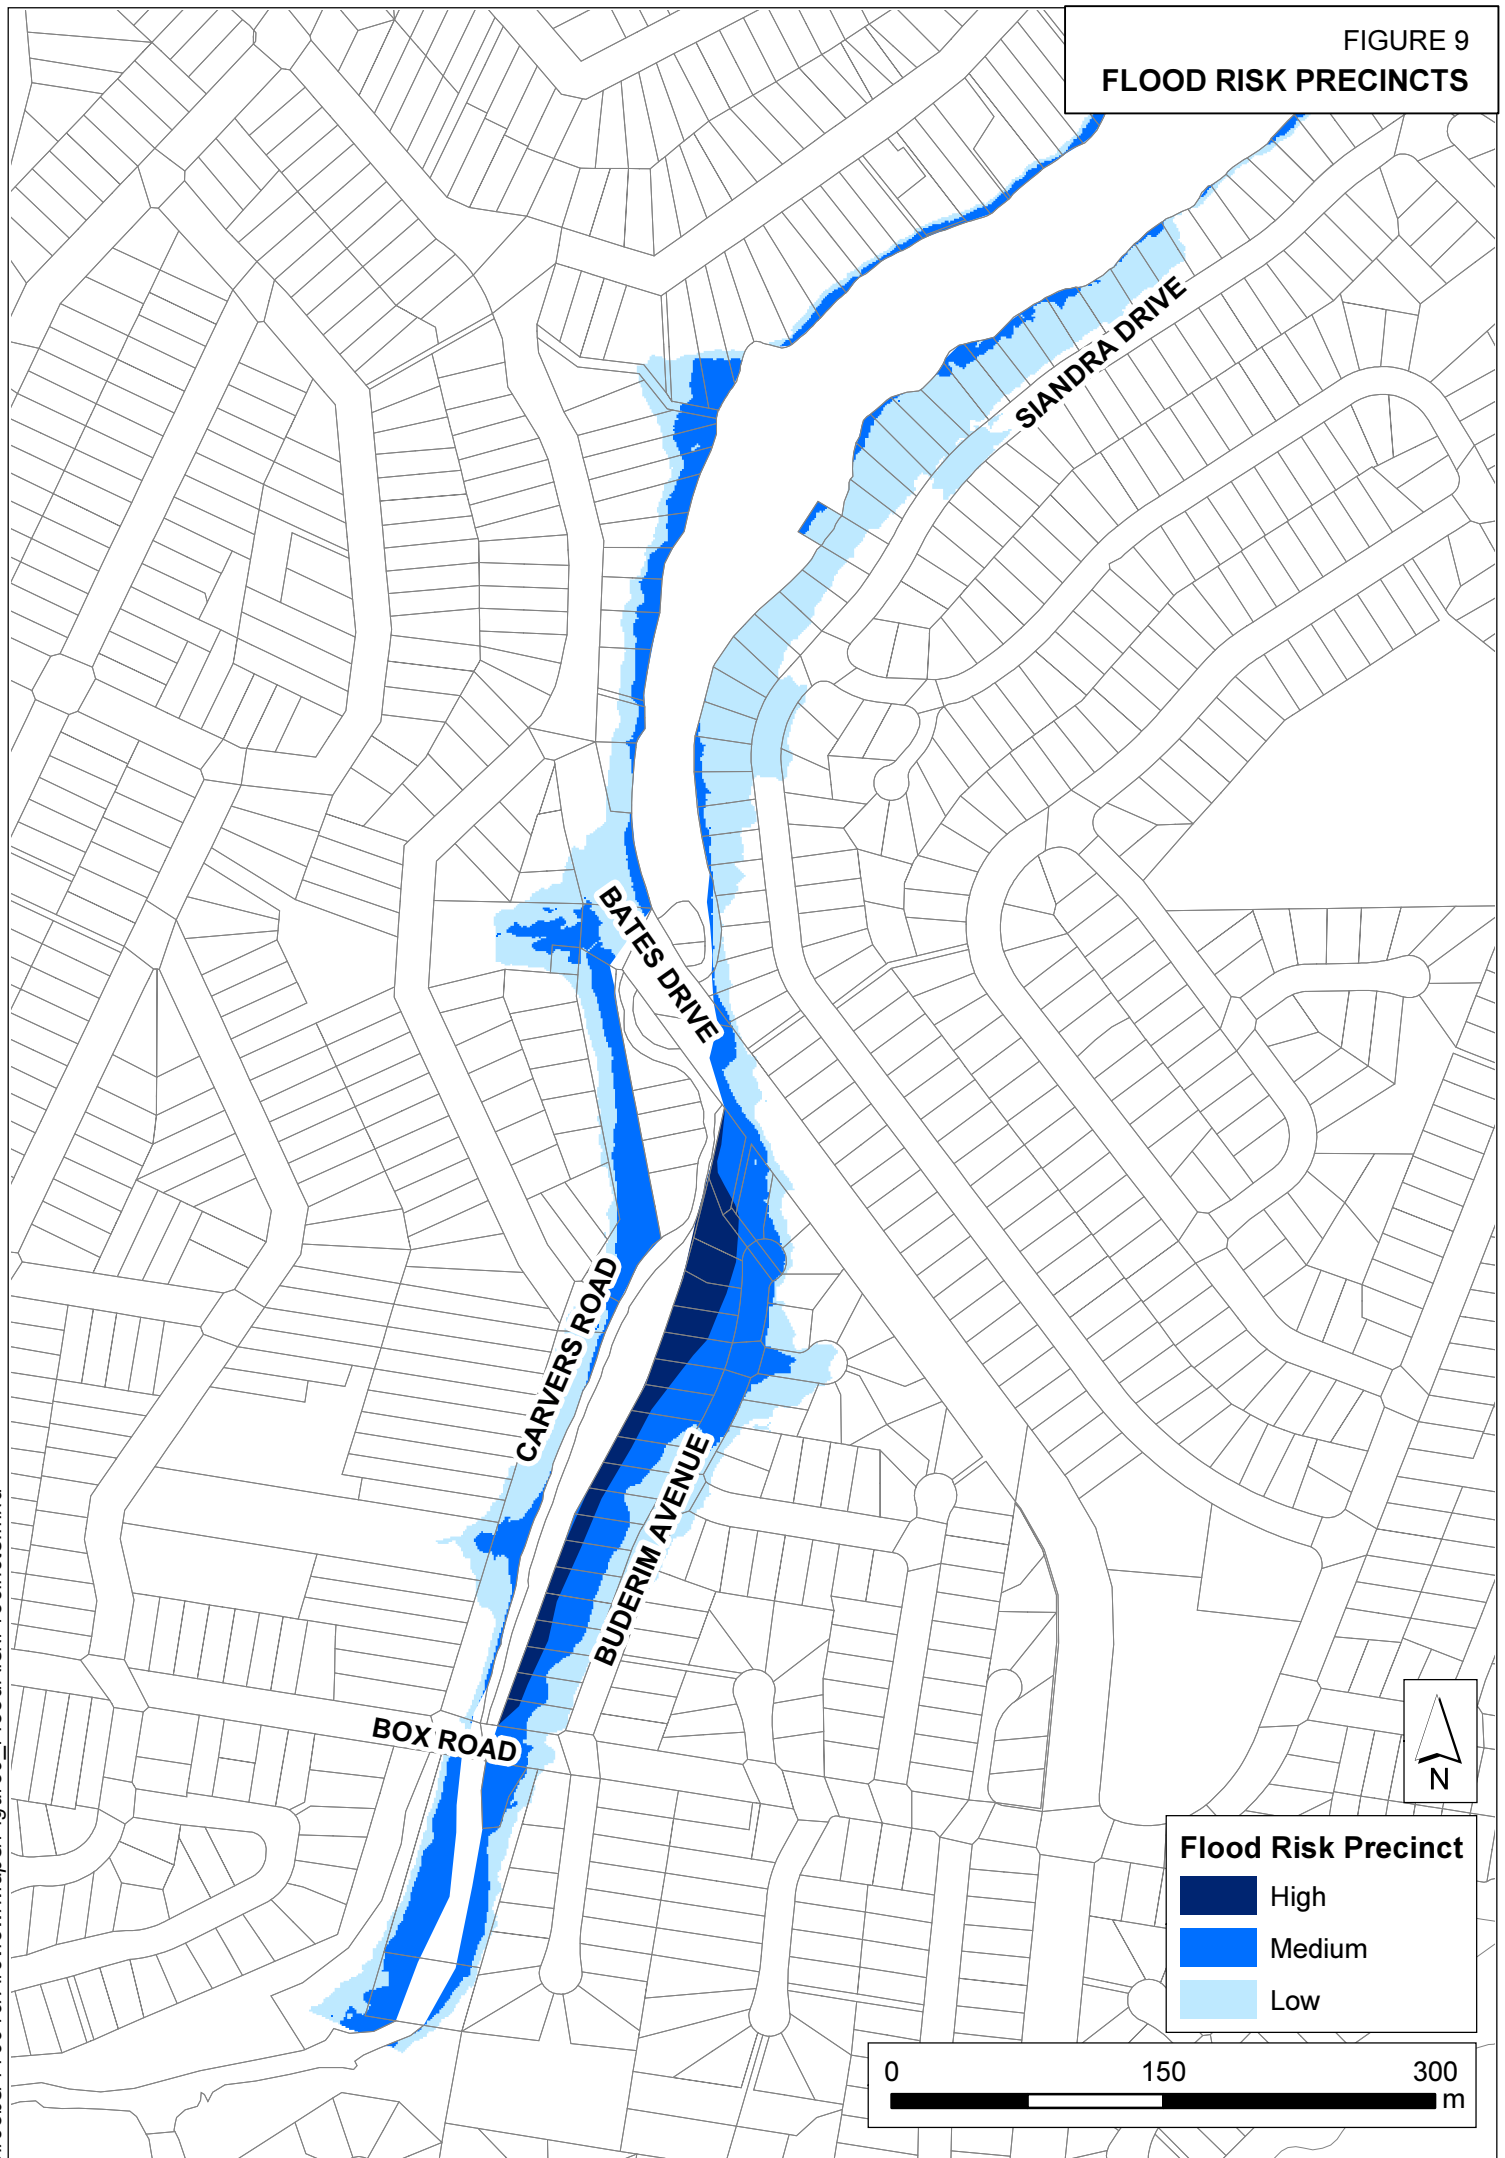 FIGURE 9
FLOOD RISK PRECINCTS
SIANDRA DRIVE
BATES DRIVE
CARVERS ROAD
BUDERIM AVENUE
BOX ROAD
N
Flood Risk Precinct
High
Medium
Low
0 150 300
m